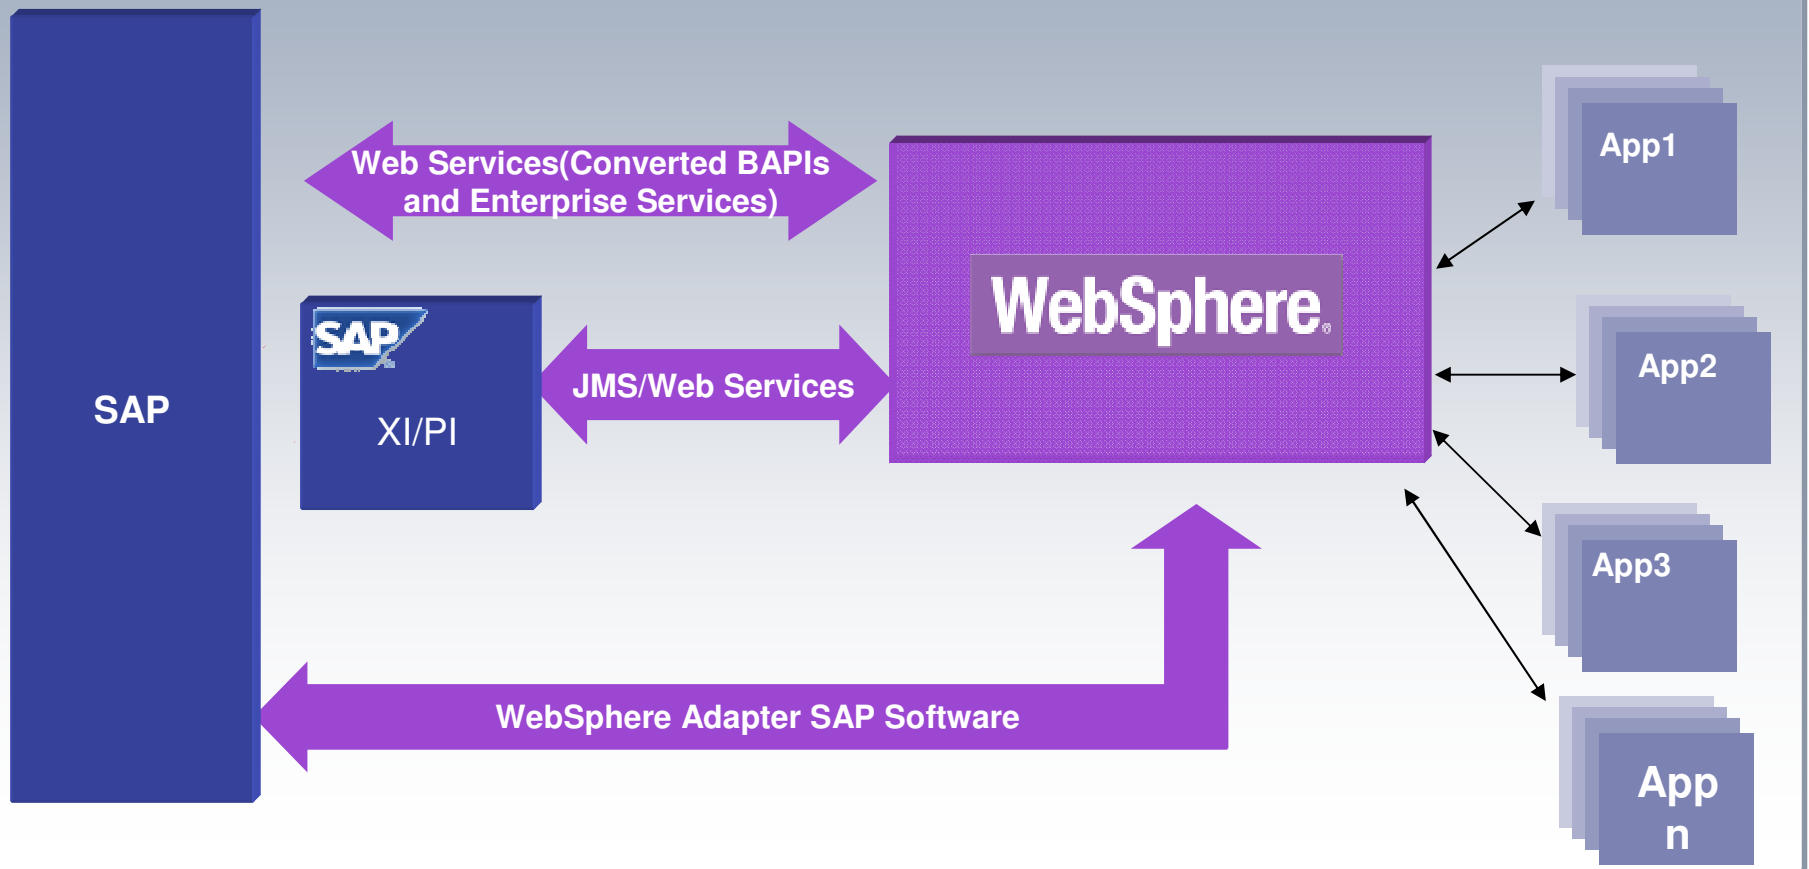 SAP
Web Services(Converted BAPIs
and Enterprise Services)
SAP
XI/PI
JMS/Web Services
WebSphere®
WebSphere Adapter SAP Software
App1
App2
App3
App
n